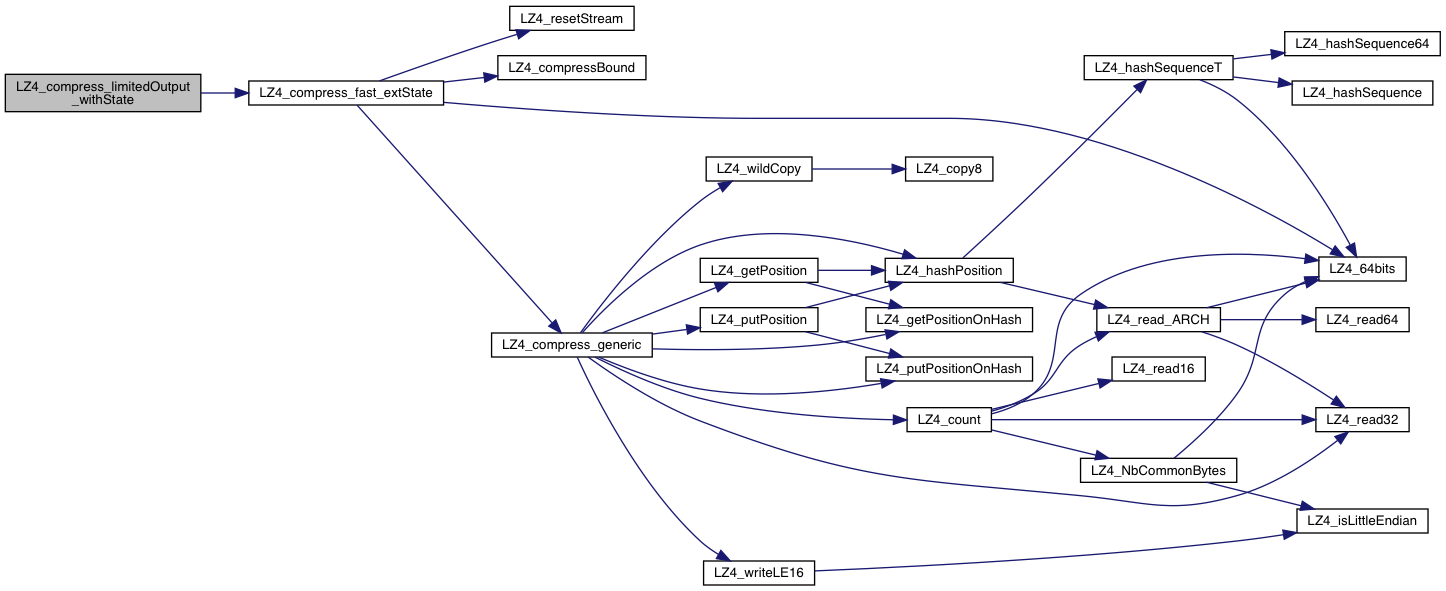 LZ4_compress_limitedOutput
_withState
LZ4_compress_fast_extState
LZ4_resetStream
LZ4_compressBound
LZ4_compress_generic
LZ4_wildCopy
LZ4_copy8
LZ4_getPosition
LZ4_putPosition
LZ4_hashPosition
LZ4_getPositionOnHash
LZ4_putPositionOnHash
LZ4_count
LZ4_writeLE16
LZ4_hashSequenceT
LZ4_hashSequence64
LZ4_hashSequence
LZ4_64bits
LZ4_read_ARCH
LZ4_read64
LZ4_read16
LZ4_read32
LZ4_NbCommonBytes
LZ4_isLittleEndian